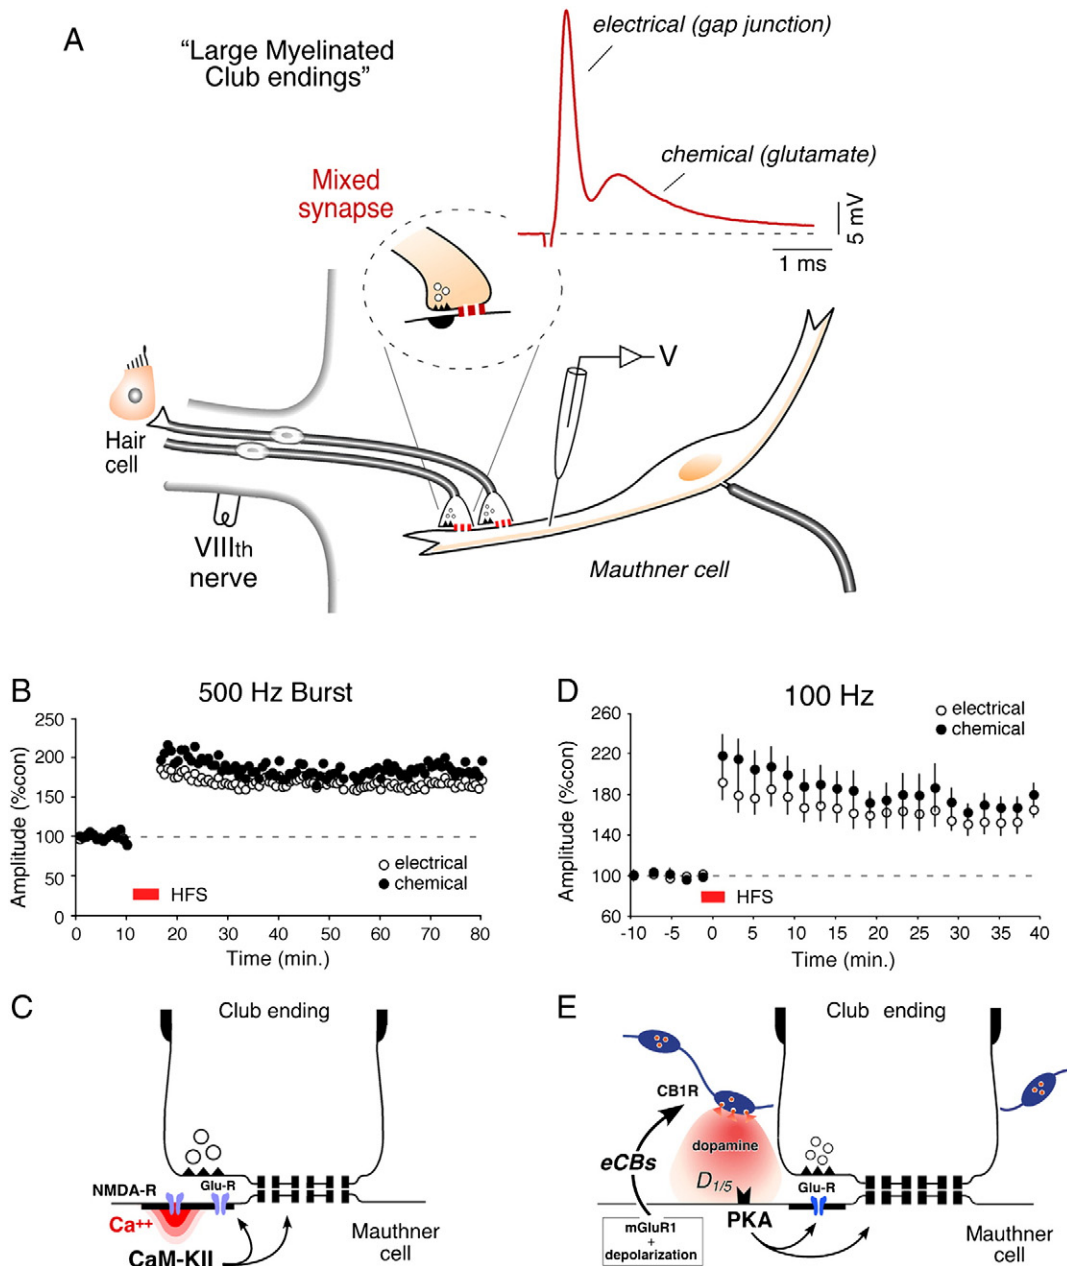 A
“Large Myelinated
Club endings”
electrical (gap junction)
chemical (glutamate)
5 mV
1 ms
Mixed
synapse
V
Hair
cell
VIIIth
nerve
Mauthner cell
B
500 Hz Burst
Amplitude (%con)
250
200
150
100
50
0
electrical
chemical
HFS
0 10 20 30 40 50 60 70 80
Time (min.)
D
100 Hz
electrical
chemical
Amplitude (%con)
260
220
180
140
100
60
HFS
-10 -5 0 5 10 15 20 25 30 35 40
Time (min.)
C
Club ending
NMDA-R
Glu-R
Ca++
CaM-KII
Mauthner
cell
E
Club ending
CB1R
dopamine
eCBs
D1/5
Glu-R
PKA
mGluR1
+
depolarization
Mauthner
cell